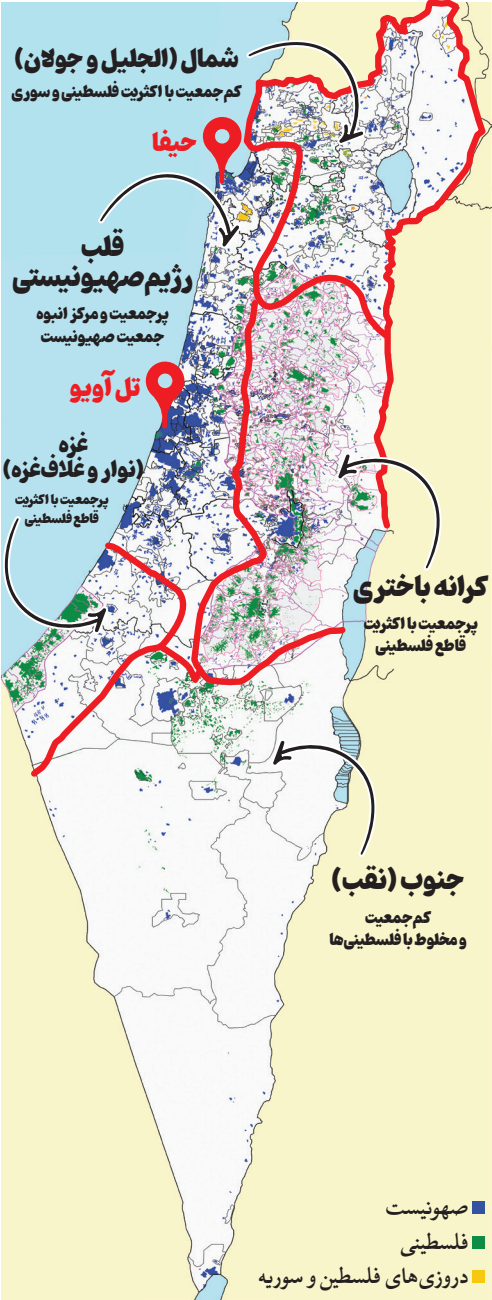 شمال (الجلیل و جولان)
کم‌جمعیت با اکثریت فلسطینی و سوری
حیفا
قلب
رژیم صهیونیستی
پرجمعیت و مرکز انبوه
جمعیت صهیونیست
تل‌آویو
غزه
(نوار و غلاف غزه)
پرجمعیت با اکثریت
قاطع فلسطینی
کرانه باختری
پرجمعیت با اکثریت
قاطع فلسطینی
جنوب (نقب)
کم‌جمعیت
و مخلوط با فلسطینی‌ها
صهونیست
فلسطینی
دروزی‌های فلسطین و سوریه